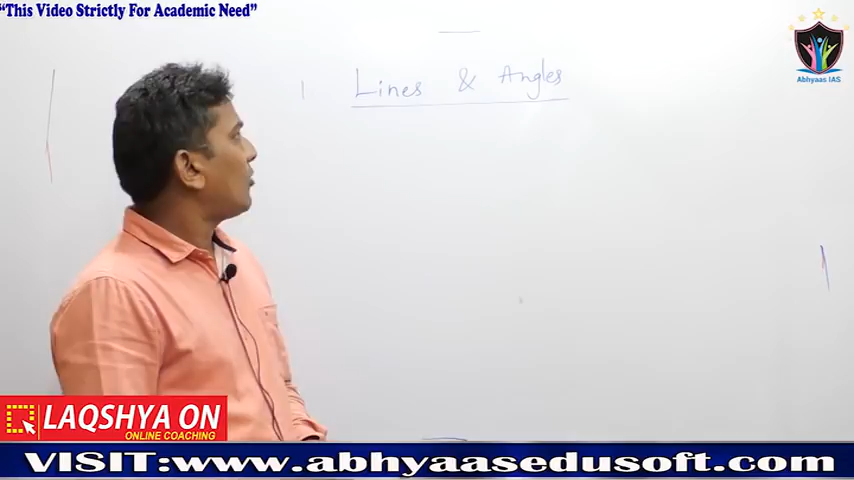 “This Video Strictly For Academic Need”
Lines & Angles
Abhyaas IAS
LAQSHYA ON
ONLINE COACHING
VISIT:www.abhyaasedusoft.com